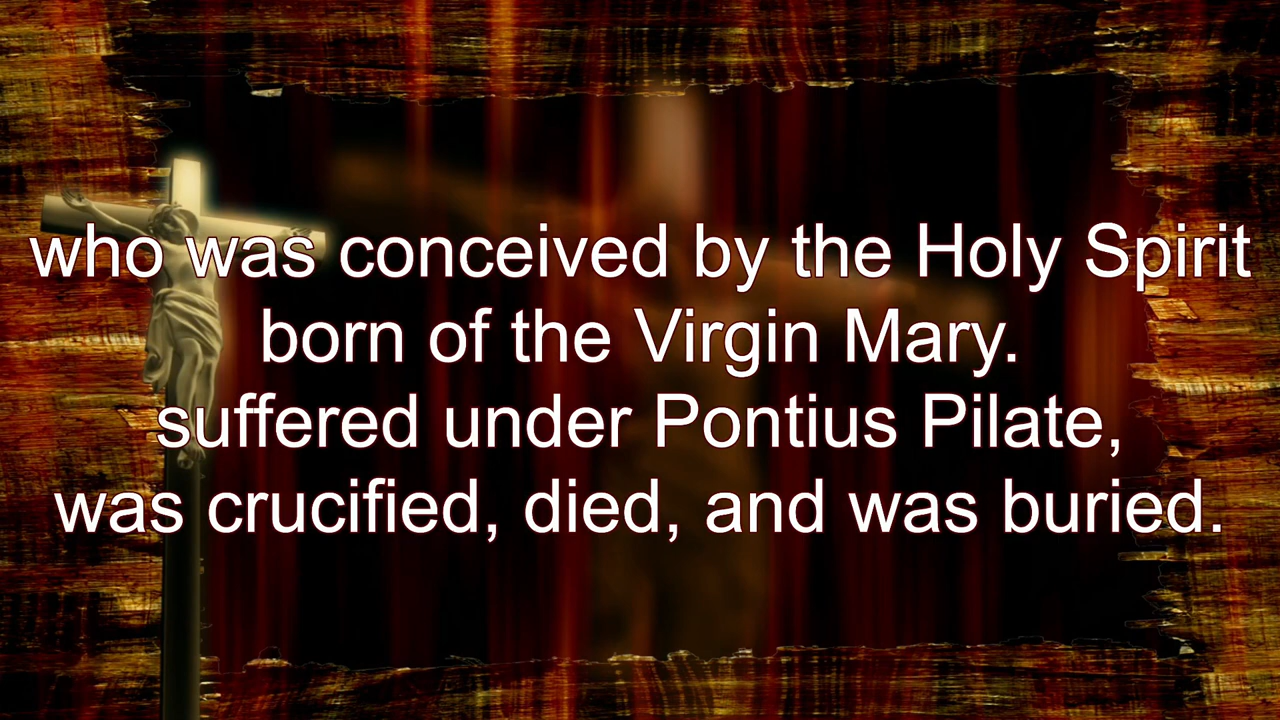 who was conceived by the Holy Spirit
born of the Virgin Mary.
suffered under Pontius Pilate,
was crucified, died, and was buried.